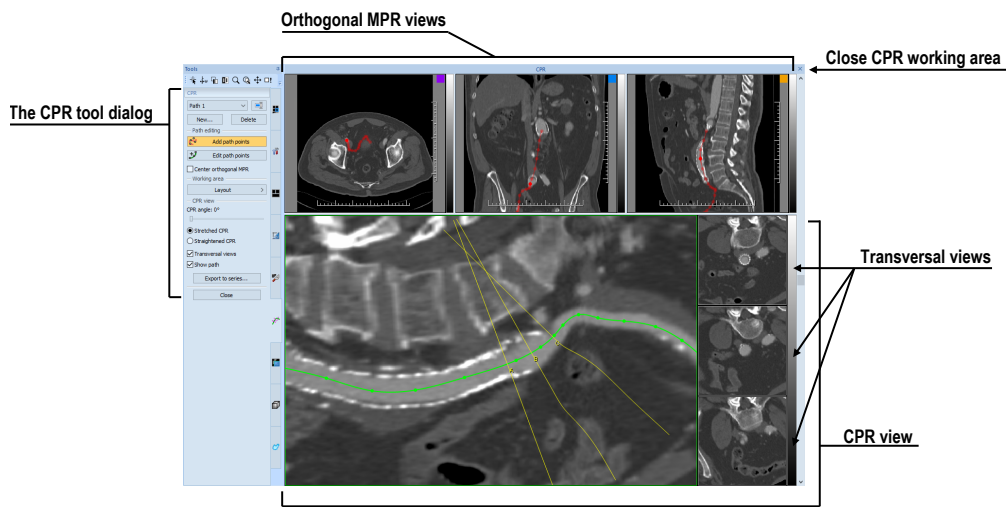 Orthogonal MPR views
Close CPR working area
The CPR tool dialog
Transversal views
CPR view
Tools
CPR
CPR
Path 1
New...
Delete
Path editing
Add path points
Edit path points
Center orthogonal MPR
Working area
Layout
CPR view
CPR angle: 0°
Stretched CPR
Straightened CPR
Transversal views
Show path
Export to series...
Close
A
B